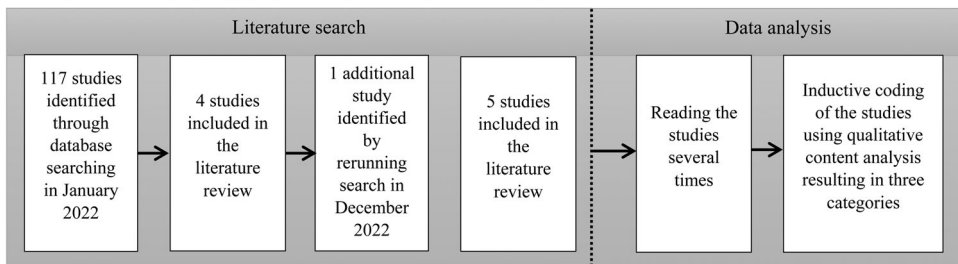 Literature search
117 studies
identified
through
database
searching
in January
2022
4 studies
included in
the
literature
review
1 additional
study
identified
by
rerunning
search in
December
2022
5 studies
included in
the
literature
review
Data analysis
Reading the
studies
several
times
Inductive coding
of the studies
using qualitative
content analysis
resulting in three
categories